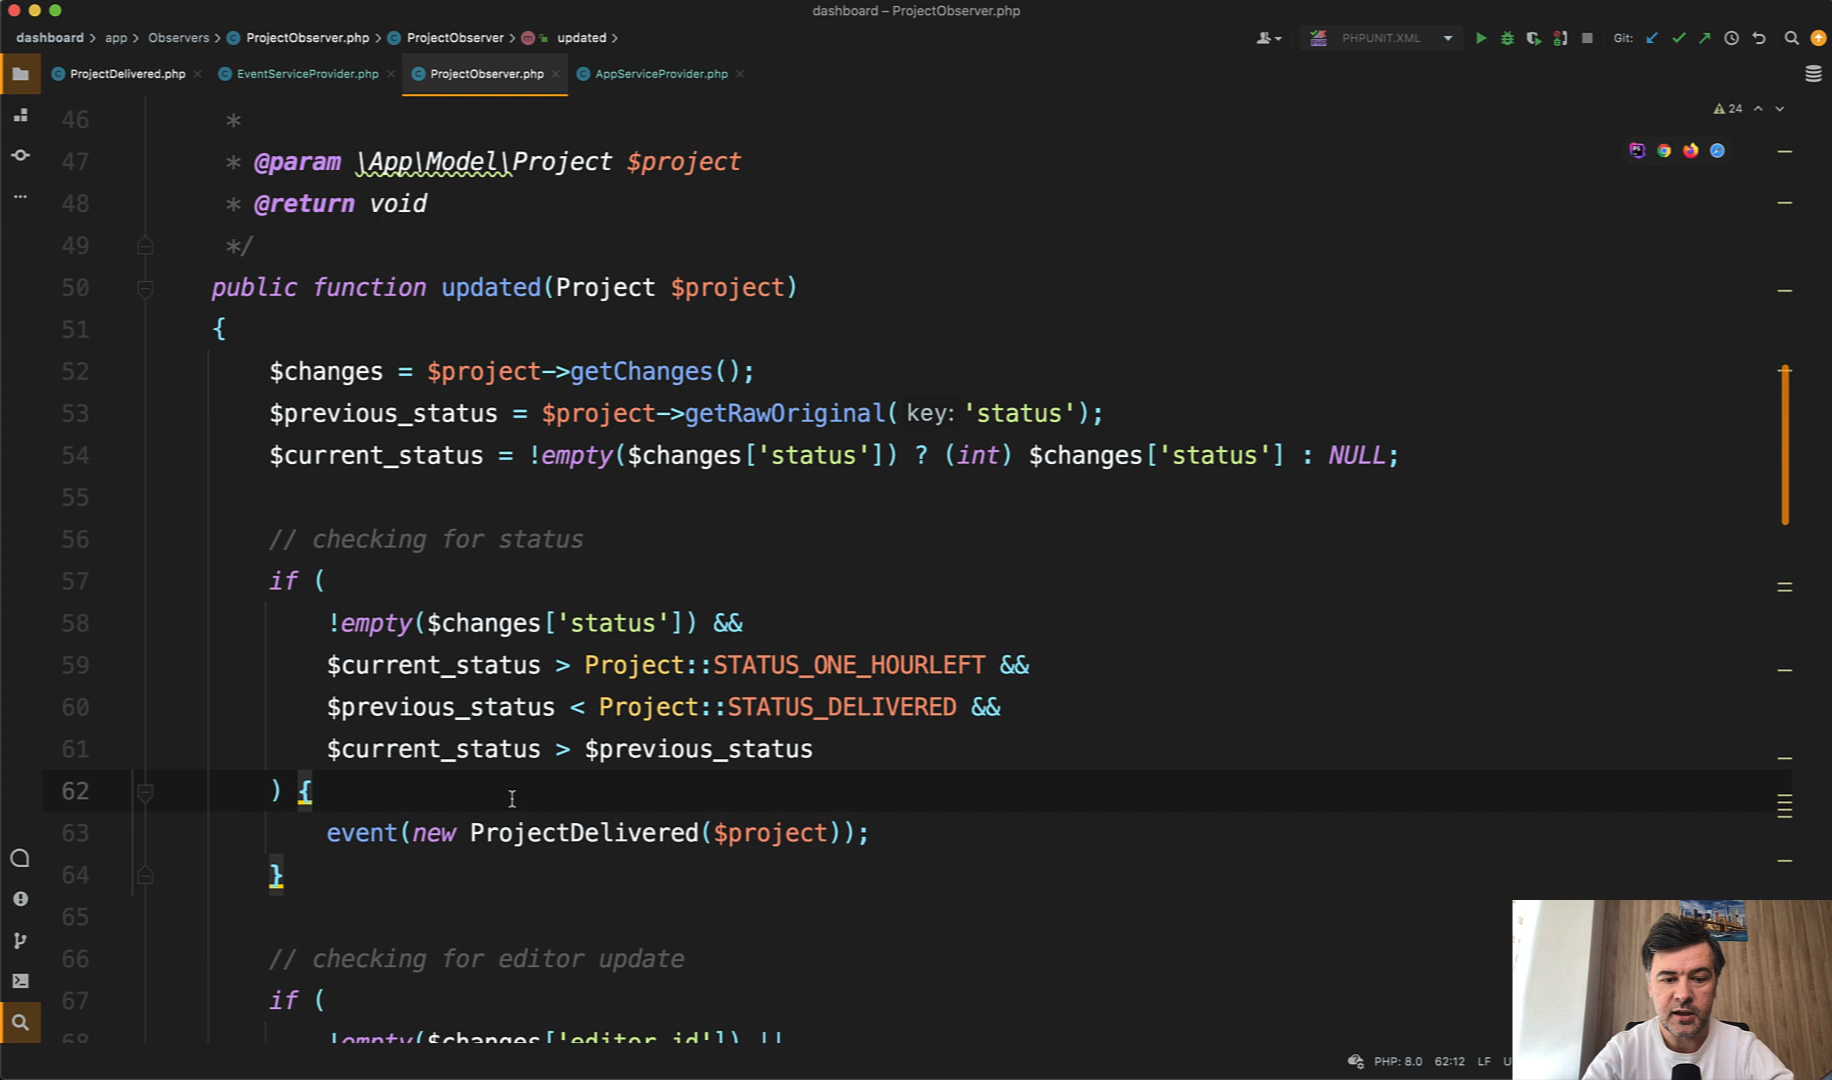 dashboard – ProjectObserver.php
dashboard > app > Observers > ProjectObserver.php > ProjectObserver > m updated >
PHPUNIT.XML
Git:
ProjectDelivered.php
EventServiceProvider.php
ProjectObserver.php
AppServiceProvider.php
24
46 *
47 * @param \App\Model\Project $project
48 * @return void
49 */
50 public function updated(Project $project)
51 {
52 $changes = $project->getChanges();
53 $previous_status = $project->getRawOriginal( key: 'status');
54 $current_status = !empty($changes['status']) ? (int) $changes['status'] : NULL;
55
56 // checking for status
57 if (
58 !empty($changes['status']) &&
59 $current_status > Project::STATUS_ONE_HOURLEFT &&
60 $previous_status < Project::STATUS_DELIVERED &&
61 $current_status > $previous_status
62 ) {
63 event(new ProjectDelivered($project));
64 }
65
66 // checking for editor update
67 if (
68 !empty($changes['editor_id']) ||
PHP: 8.0 62:12 LF